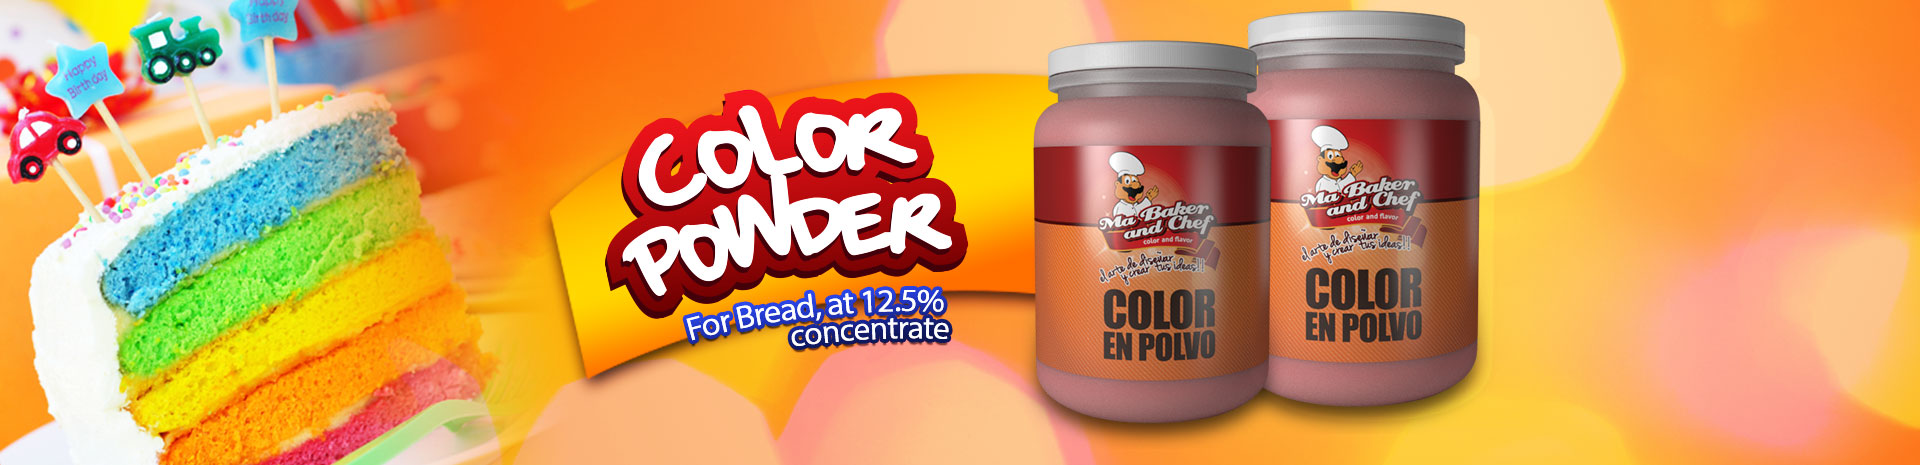 Happy
Birthday
Happy
Birthday
COLOR
POWDER
For Bread, at 12.5%
concentrate
Ma Baker
and Chef
color and flavor
el arte de diseñar
y crear tus ideas!!!
COLOR
EN POLVO
Ma Baker
and Chef
color and flavor
el arte de diseñar
y crear tus ideas!!!
COLOR
EN POLVO